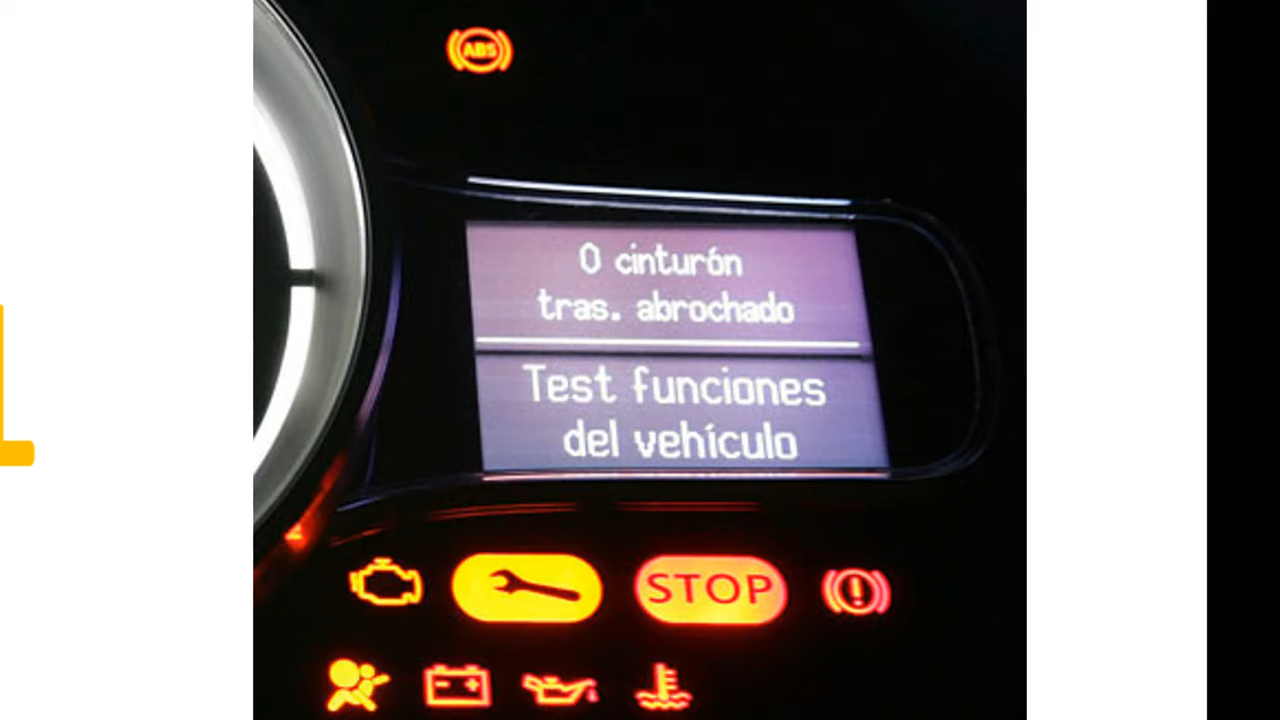 ABS
0 cinturón
tras. abrochado
Test funciones
del vehículo
STOP